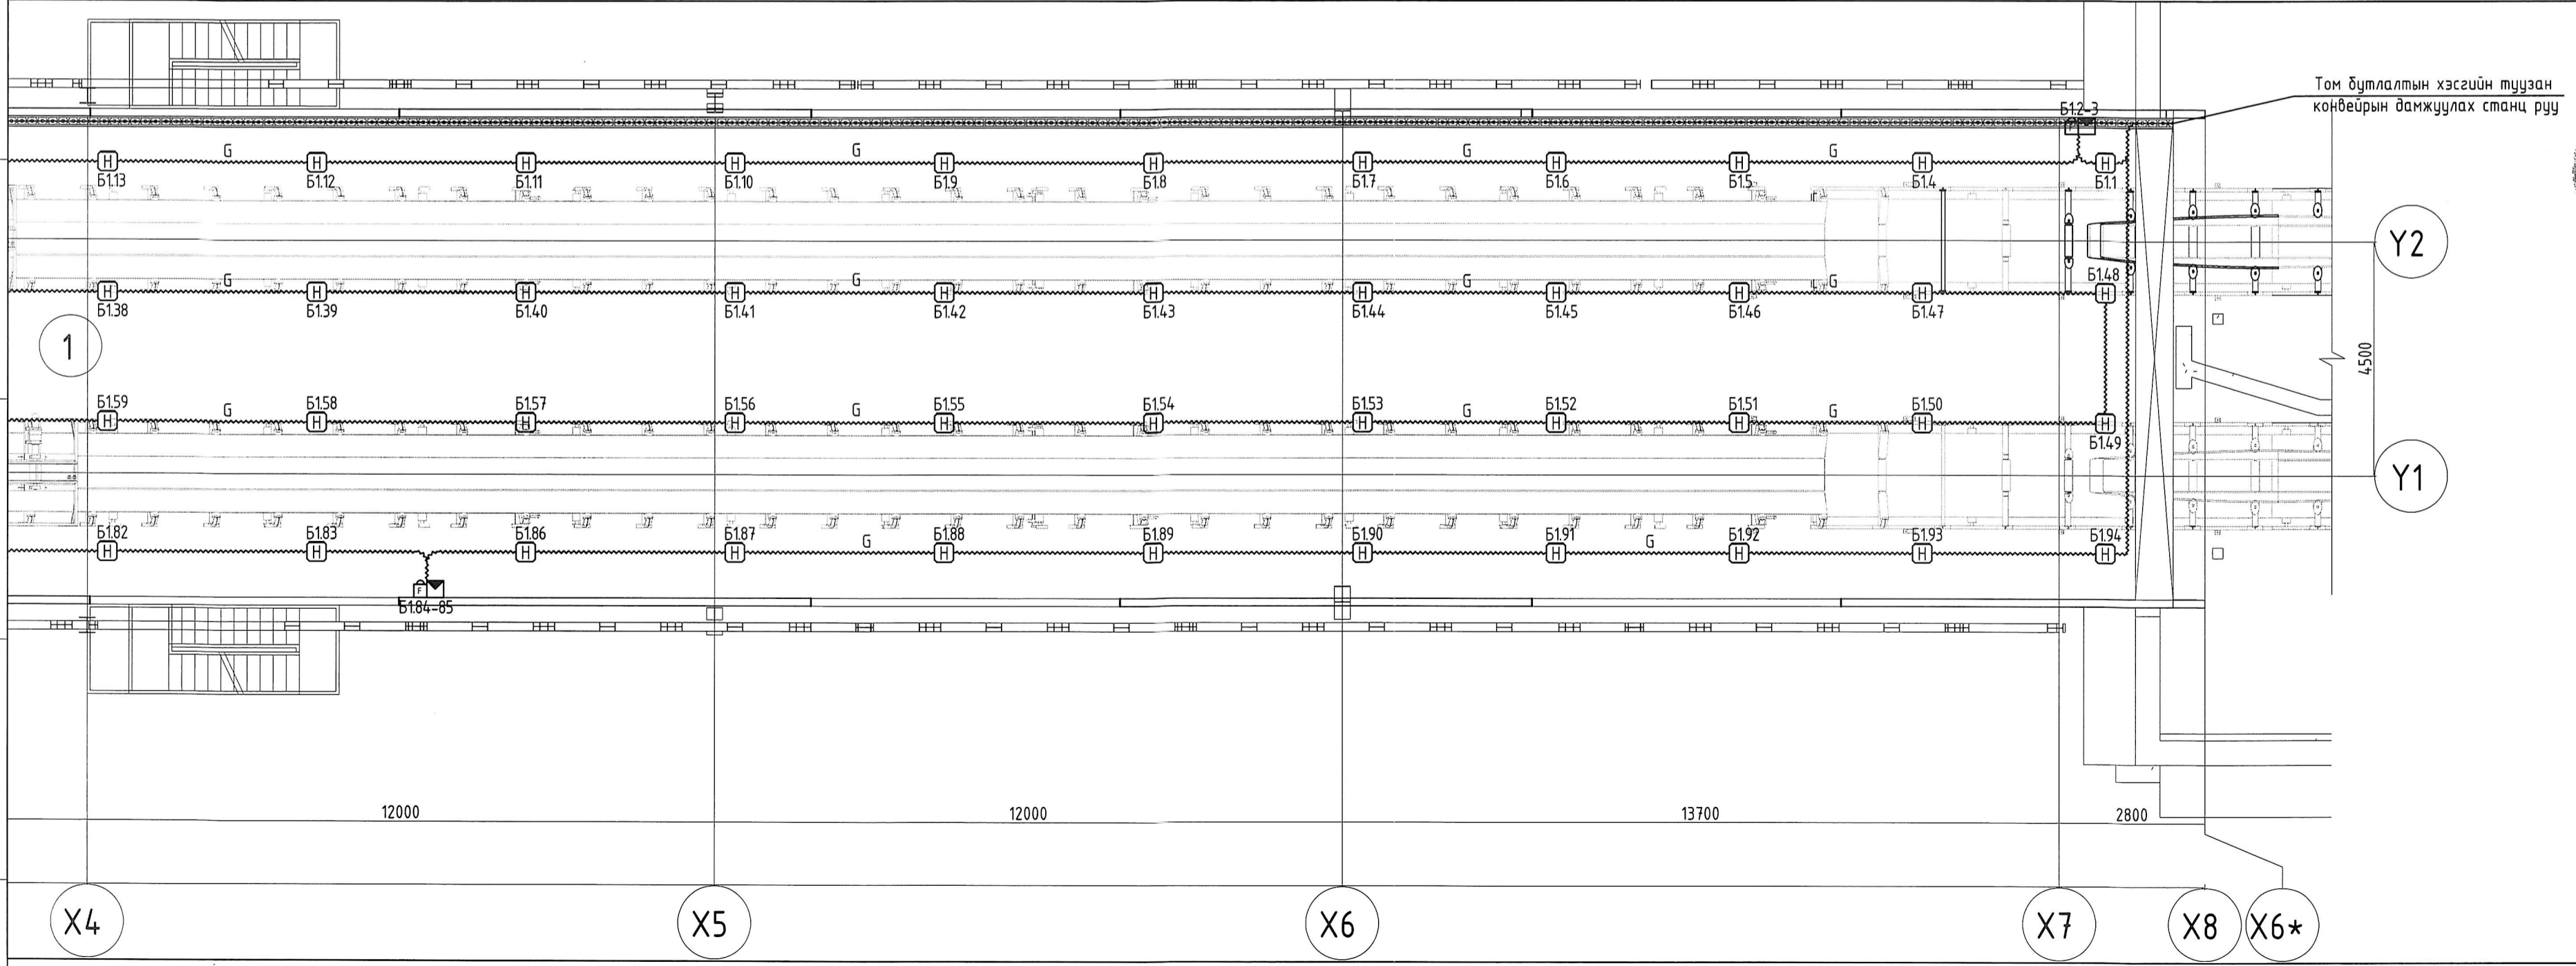 Том бутлалтын хэсгийн туузан
конвейрын дамжуулах станц руу
Б1.2-3
F
G G G G
H H H H H H H H H H H
Б1.13 Б1.12 Б1.11 Б1.10 Б1.9 Б1.8 Б1.7 Б1.6 Б1.5 Б1.4 Б1.1
Y2
Б1.48
G G G G
H H H H H H H H H H H
Б1.38 Б1.39 Б1.40 Б1.41 Б1.42 Б1.43 Б1.44 Б1.45 Б1.46 Б1.47
1
4500
Б1.59 Б1.58 Б1.57 Б1.56 Б1.55 Б1.54 Б1.53 Б1.52 Б1.51 Б1.50
G G G G
H H H H H H H H H H H
Б1.49
Y1
Б1.82 Б1.83 Б1.86 Б1.87 Б1.88 Б1.89 Б1.90 Б1.91 Б1.92 Б1.93 Б1.94
G G
H H H H H H H H H H H
F
Б1.84-85
12000 12000 13700 2800
X4 X5 X6 X7 X8 X6*